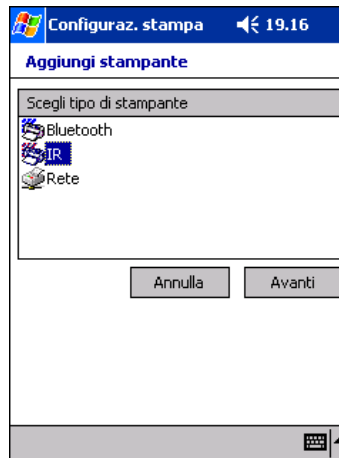 Configuraz. stampa 19.16
Aggiungi stampante
Scegli tipo di stampante
Bluetooth
IR
Rete
Annulla Avanti